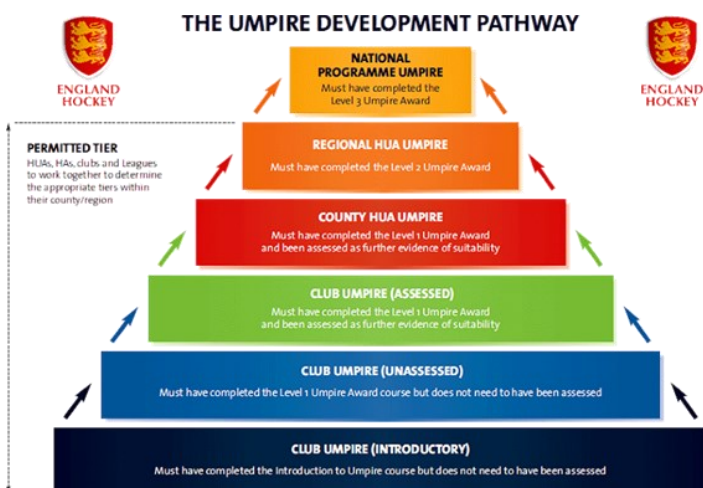 THE UMPIRE DEVELOPMENT PATHWAY
ENGLAND
HOCKEY
ENGLAND
HOCKEY
NATIONAL
PROGRAMME UMPIRE
Must have completed the
Level 3 Umpire Award
PERMITTED TIER
HUAs, HAs, clubs and Leagues
to work together to determine
the appropriate tiers within
their county/region
REGIONAL HUA UMPIRE
Must have completed the Level 2 Umpire Award
COUNTY HUA UMPIRE
Must have completed the Level 1 Umpire Award
and been assessed as further evidence of suitability
CLUB UMPIRE (ASSESSED)
Must have completed the Level 1 Umpire Award
and been assessed as further evidence of suitability
CLUB UMPIRE (UNASSESSED)
Must have completed the Level 1 Umpire Award course but does not need to have been assessed
CLUB UMPIRE (INTRODUCTORY)
Must have completed the Introduction to Umpire course but does not need to have been assessed